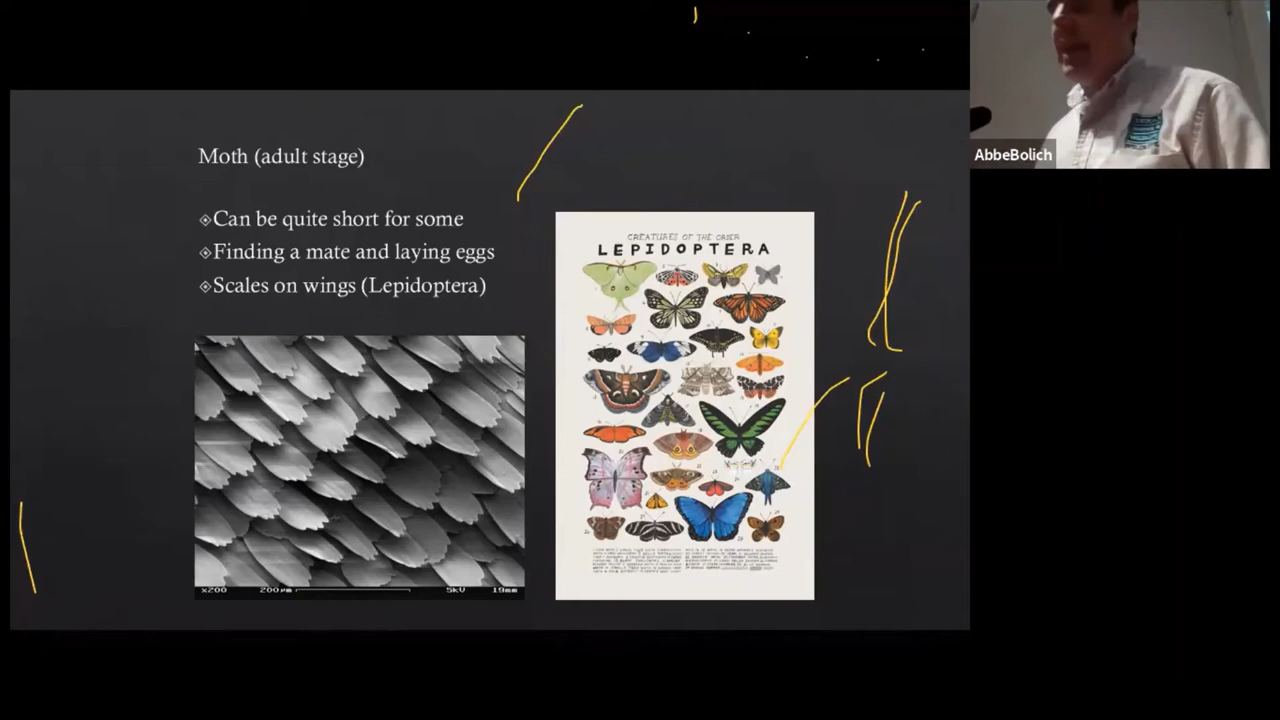 AbbeBolich
Moth (adult stage)
Can be quite short for some
Finding a mate and laying eggs
Scales on wings (Lepidoptera)
CREATURES OF THE ORDER
LEPIDOPTERA
x200 200μm 5kV 19mm